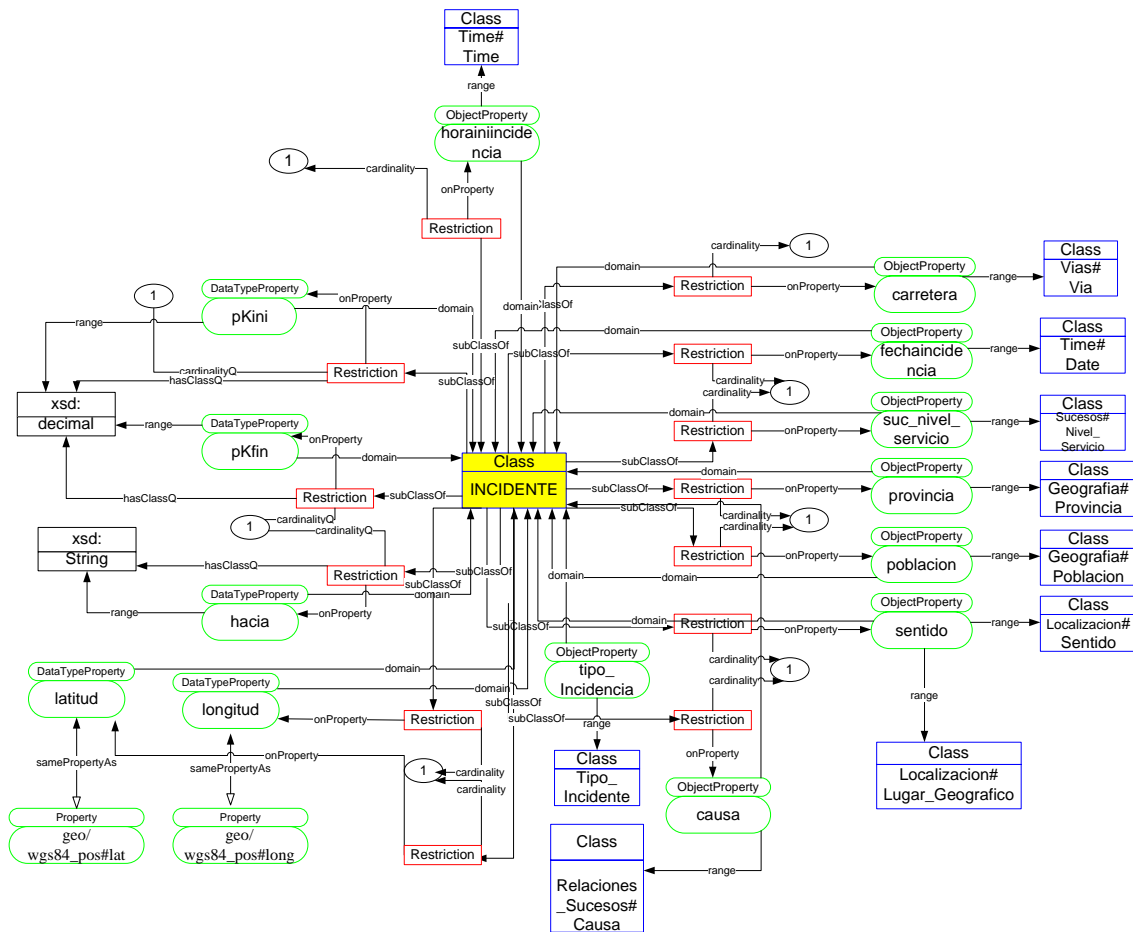 Class
Time#
Time
range
ObjectProperty
horainiincide
ncia
1
cardinality
onProperty
Restriction
cardinality
1
Class
Vias#
Via
domain
ObjectProperty
range
carretera
Restriction
onProperty
subClassOf
1
DataTypeProperty
onProperty
pKini
domain
range
domain
domain
ObjectProperty
fechaincide
ncia
range
Class
Time#
Date
subClassOf
subClassOf
Restriction
onProperty
cardinalityQ
Restriction
hasClassQ
subClassOf
cardinality
cardinality
1
xsd:
decimal
DataTypeProperty
range
onProperty
pKfin
domain
ObjectProperty
domain
suc_nivel_
servicio
range
Class
Sucesos#
Nivel_
Servicio
Restriction
onProperty
Class
INCIDENTE
subClassOf
domain
ObjectProperty
provincia
range
Class
Geografia#
Provincia
subClassOf
Restriction
onProperty
hasClassQ
Restriction
subClassOf
subClassOf
cardinalityQ
1
cardinalityQ
cardinality
cardinality
1
xsd:
String
ObjectProperty
poblacion
range
Class
Geografia#
Poblacion
Restriction
onProperty
domain
hasClassQ
Restriction
subClassOf
subClassOf
DataTypeProperty
domain
range
hacia
onProperty
ObjectProperty
sentido
range
Class
Localizacion#
Sentido
domain
subClassOf
Restriction
onProperty
DataTypeProperty
latitud
domain
DataTypeProperty
longitud
domain
ObjectProperty
tipo_
Incidencia
cardinality
cardinality
1
range
subClassOf
subClassOf
onProperty
Restriction
Restriction
range
samePropertyAs
samePropertyAs
onProperty
1
cardinality
cardinality
onProperty
Class
Tipo_
Incidente
Class
Localizacion#
Lugar_Geografico
ObjectProperty
causa
Property
geo/
wgs84_pos#lat
Property
geo/
wgs84_pos#long
Restriction
Class
Relaciones
_Sucesos#
Causa
range